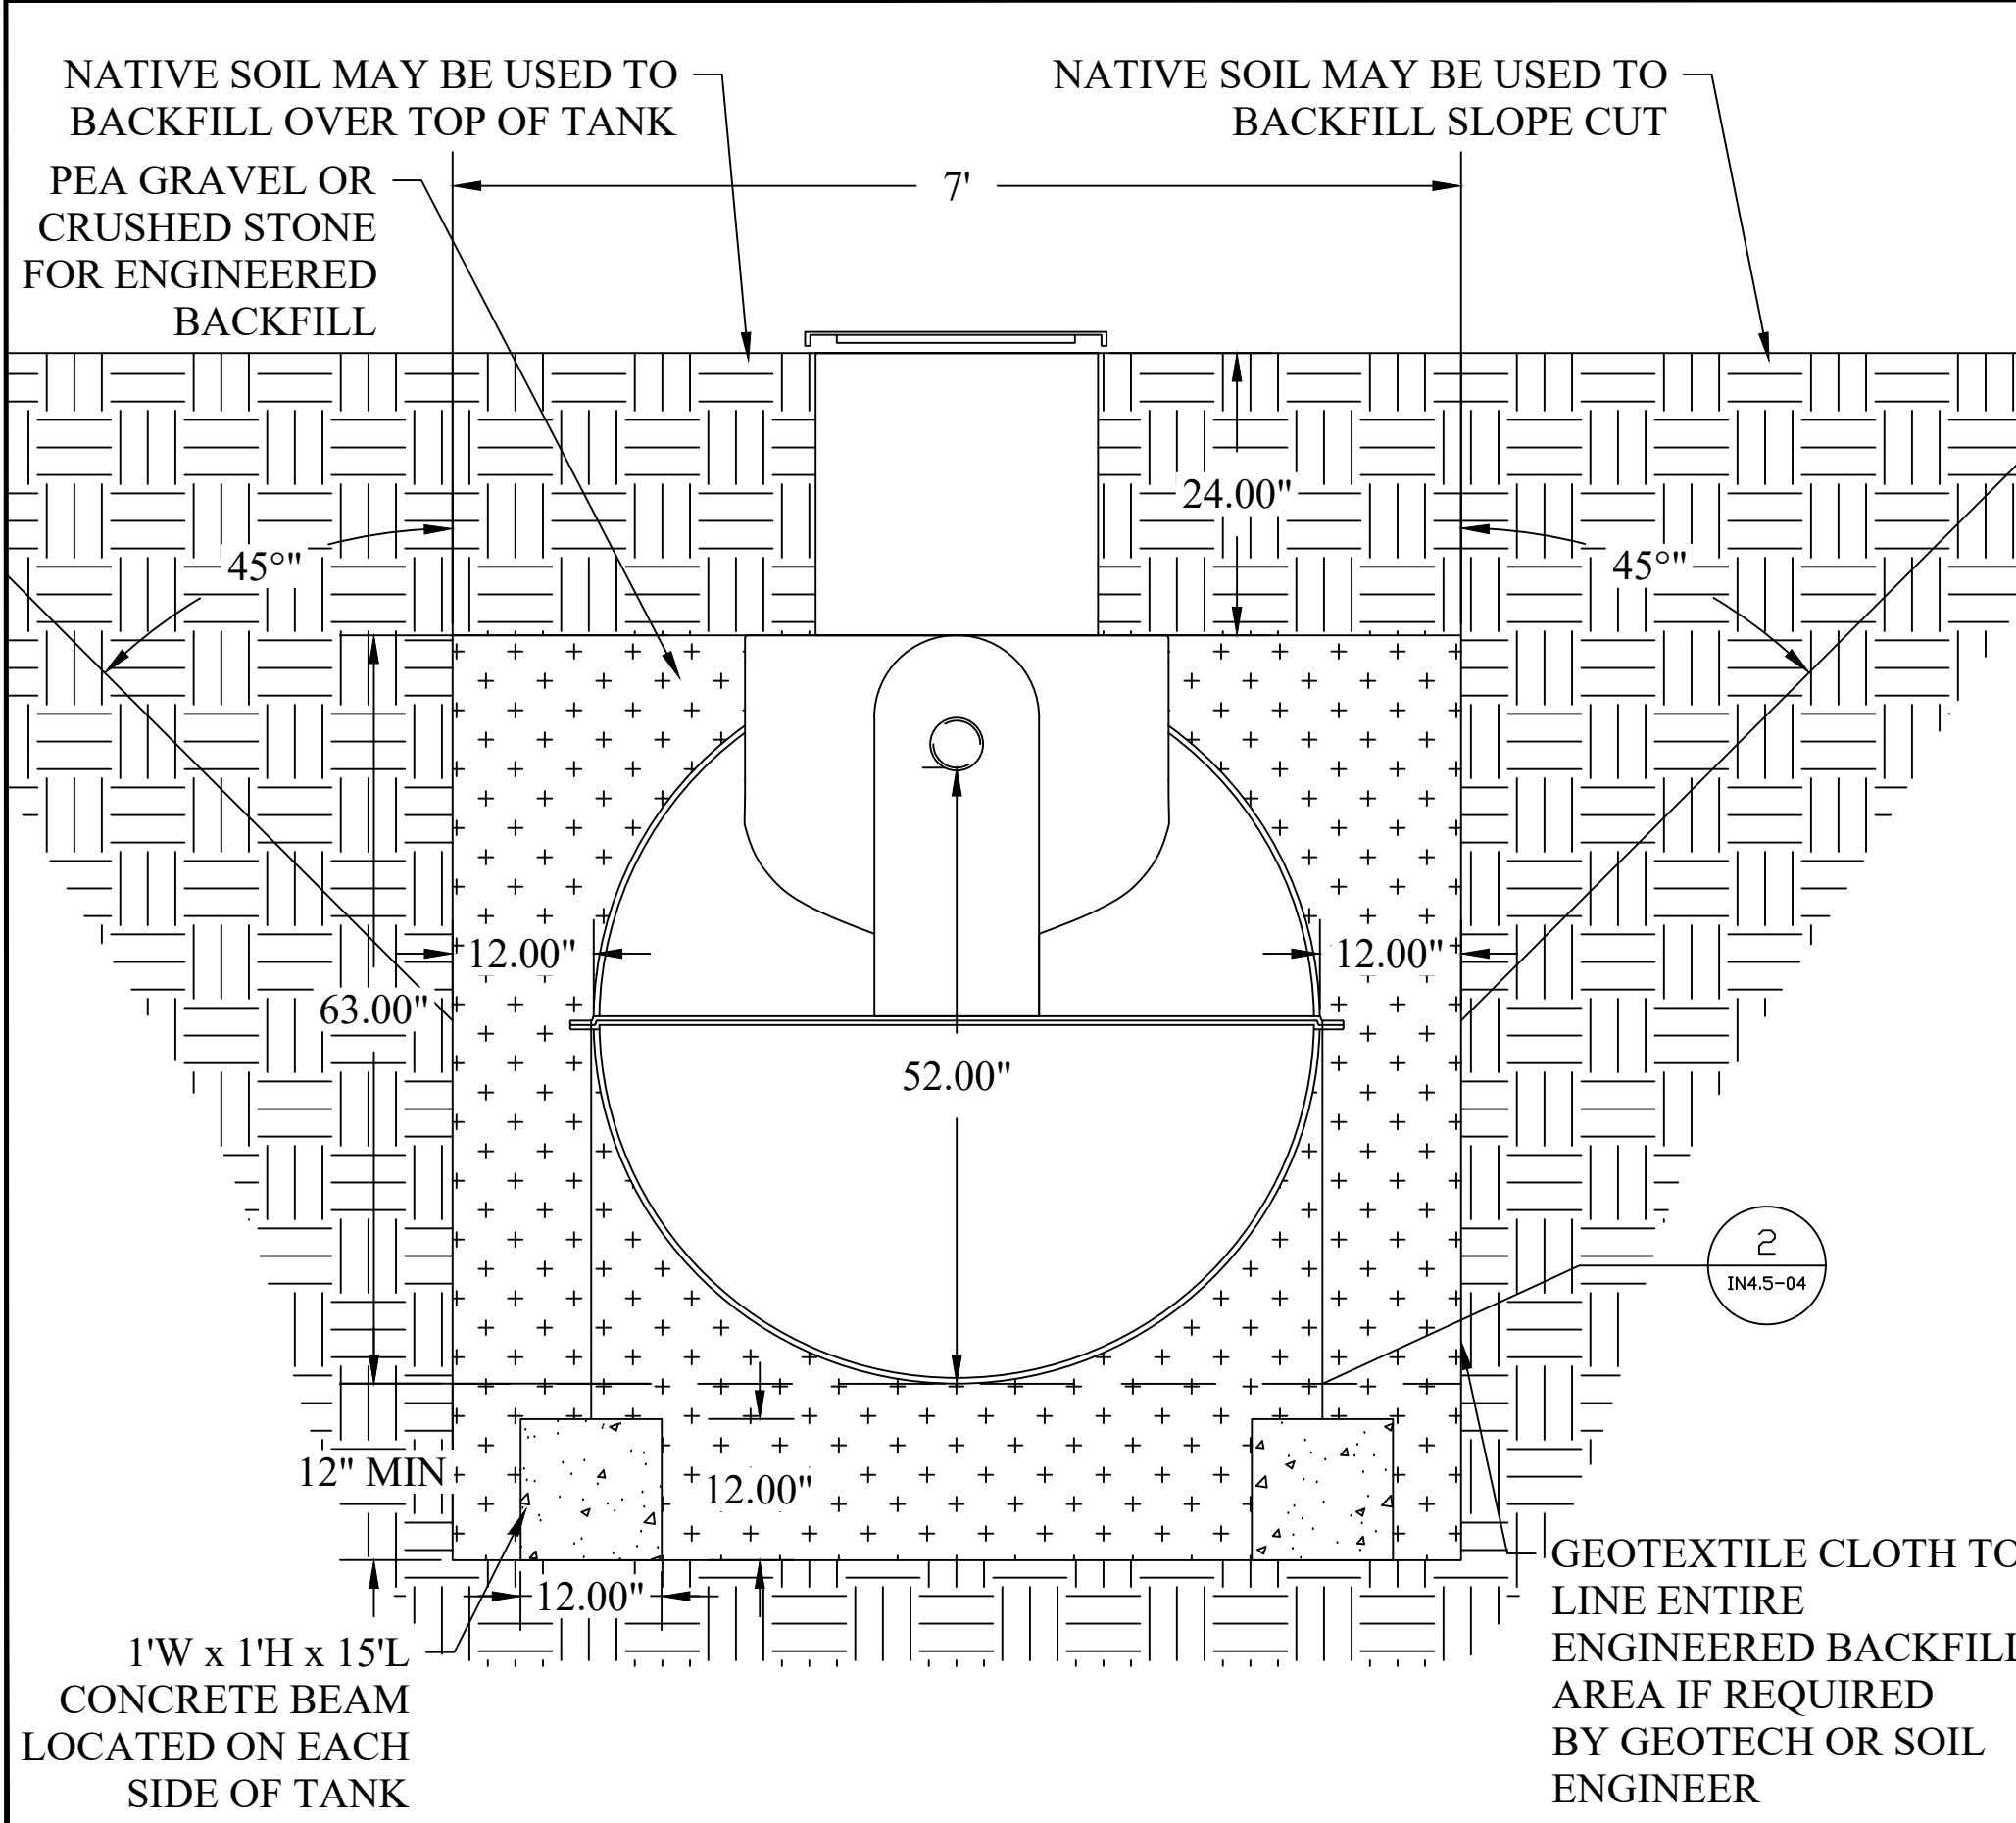 NATIVE SOIL MAY BE USED TO
BACKFILL OVER TOP OF TANK
NATIVE SOIL MAY BE USED TO
BACKFILL SLOPE CUT
PEA GRAVEL OR
CRUSHED STONE
FOR ENGINEERED
BACKFILL
7'
24.00"
45°"
45°"
12.00"
12.00"
63.00"
52.00"
2
IN4.5-04
12" MIN
12.00"
12.00"
1'W x 1'H x 15'L
CONCRETE BEAM
LOCATED ON EACH
SIDE OF TANK
GEOTEXTILE CLOTH TO
LINE ENTIRE
ENGINEERED BACKFILL
AREA IF REQUIRED
BY GEOTECH OR SOIL
ENGINEER